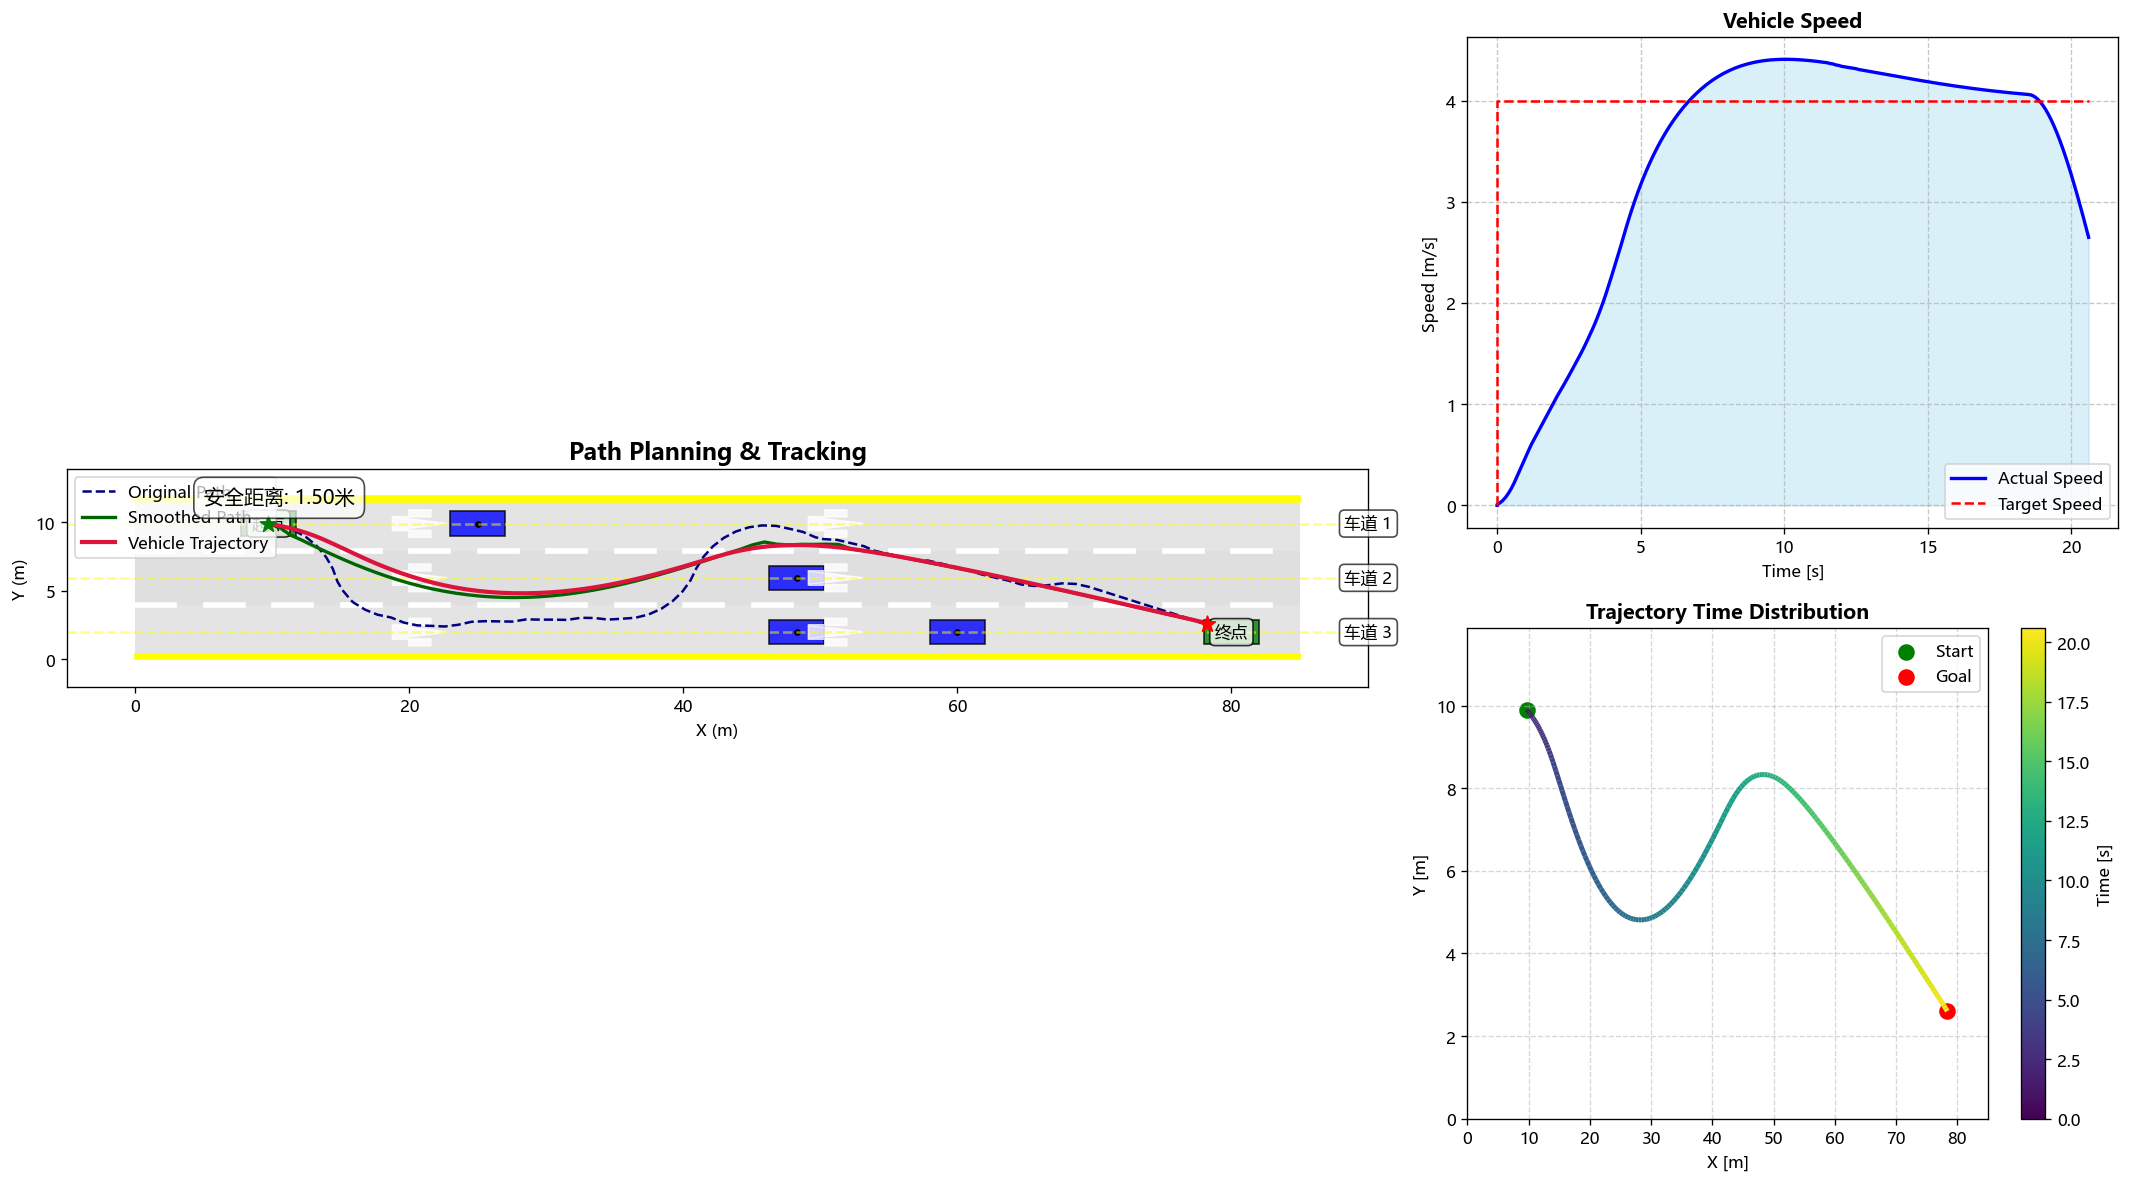 Path Planning & Tracking
Original
安全距离: 1.50米
Smoothed Path
Vehicle Trajectory
车道 1
车道 2
车道 3
终点
10
5
0
Y (m)
0
20
40
60
80
X (m)
Vehicle Speed
4
3
2
1
0
Speed [m/s]
Actual Speed
Target Speed
0
5
10
15
20
Time [s]
Trajectory Time Distribution
Start
Goal
10
8
6
4
2
0
Y [m]
0
10
20
30
40
50
60
70
80
X [m]
20.0
17.5
15.0
12.5
10.0
7.5
5.0
2.5
0.0
Time [s]